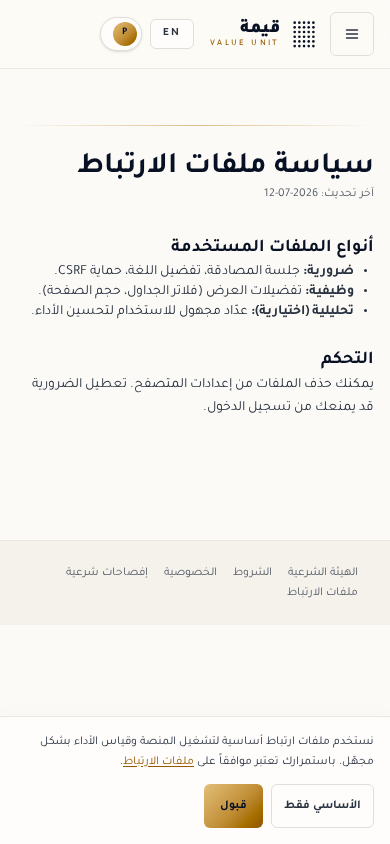 قيمة
VALUE UNIT
EN
P
سياسة ملفات الارتباط
آخر تحديث: 2026-07-12
أنواع الملفات المستخدمة
• ضرورية: جلسة المصادقة، تفضيل اللغة، حماية CSRF.
• وظيفية: تفضيلات العرض (فلاتر الجداول، حجم الصفحة).
• تحليلية (اختيارية): عدّاد مجهول للاستخدام لتحسين الأداء.
التحكم
يمكنك حذف الملفات من إعدادات المتصفح. تعطيل الضرورية
قد يمنعك من تسجيل الدخول.
الهيئة الشرعية الشروط الخصوصية إفصاحات شرعية
ملفات الارتباط
نستخدم ملفات ارتباط أساسية لتشغيل المنصة وقياس الأداء بشكل
مجهّل. باستمرارك تعتبر موافقاً على ملفات الارتباط.
الأساسي فقط
قبول